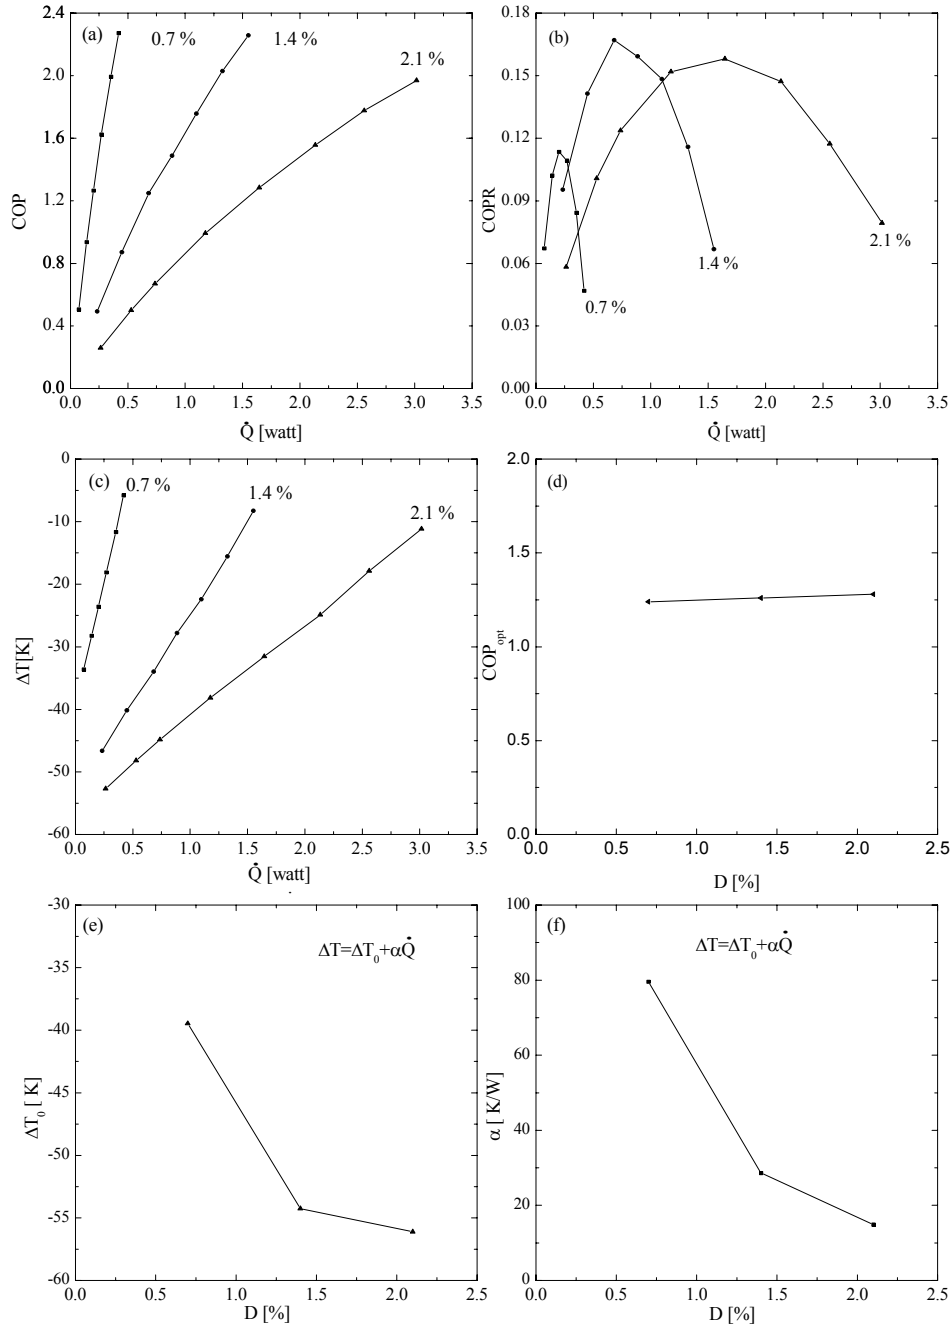 (a)
0.7 %
1.4 %
2.1 %
2.4
2.0
1.6
1.2
0.8
0.4
0.0
COP
0.0 0.5 1.0 1.5 2.0 2.5 3.0 3.5
Q̇ [watt]
(b)
0.18
0.15
0.12
0.09
0.06
0.03
0.00
COPR
2.1 %
1.4 %
0.7 %
0.0 0.5 1.0 1.5 2.0 2.5 3.0 3.5
Q̇ [watt]
(c)
0.7 %
1.4 %
2.1 %
0
-10
-20
-30
-40
-50
-60
ΔT[K]
0.0 0.5 1.0 1.5 2.0 2.5 3.0 3.5
Q̇ [watt]
(d)
2.0
1.5
1.3
1.0
0.5
0.0
COPopt
0.0 0.5 1.0 1.5 2.0 2.5
D [%]
(e)
ΔT=ΔT₀+αQ̇
-30
-35
-40
-45
-50
-55
-60
ΔT₀ [ K]
0.0 0.5 1.0 1.5 2.0 2.5
D [%]
(f)
ΔT=ΔT₀+αQ̇
100
80
60
40
20
0
α [ K/W]
0.0 0.5 1.0 1.5 2.0 2.5
D [%]